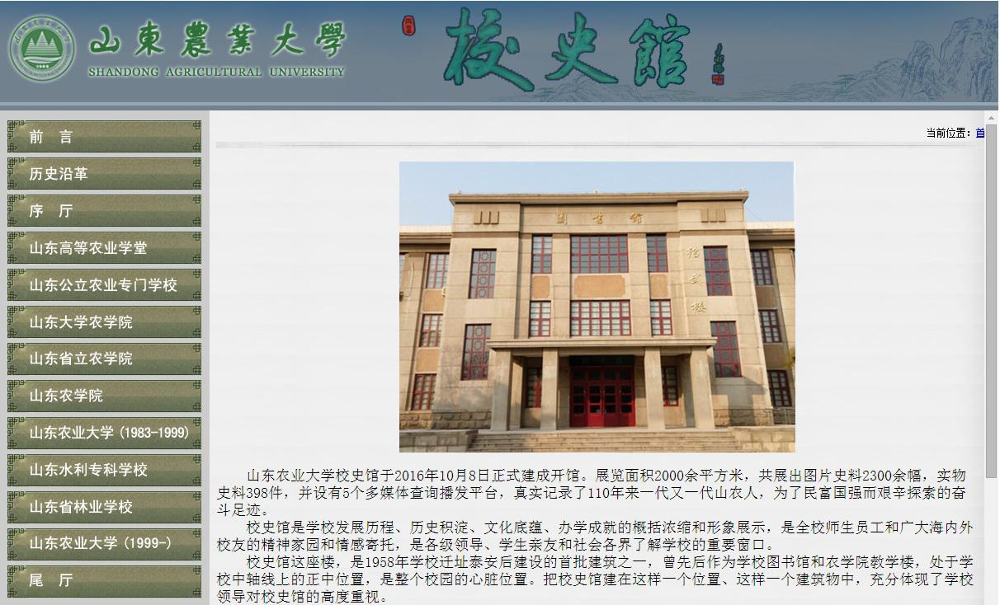 山東農業大學
SHANDONG AGRICULTURAL UNIVERSITY
校史館
前 言
历史沿革
序 厅
山东高等农业学堂
山东公立农业专门学校
山东大学农学院
山东省立农学院
山东农学院
山东农业大学 (1983-1999)
山东水利专科学校
山东省林业学校
山东农业大学 (1999-)
尾 厅
当前位置：首
圖書館
山东农业大学校史馆于2016年10月8日正式建成开馆。展览面积2000余平方米，共展出图片史料2300余幅，实物
史料398件，并设有5个多媒体查询播发平台，真实记录了110年来一代又一代山农人，为了民富国强而艰辛探索的奋
斗足迹。
校史馆是学校发展历程、历史积淀、文化底蕴、办学成就的概括浓缩和形象展示，是全校师生员工和广大海内外
校友的精神家园和情感寄托，是各级领导、学生亲友和社会各界了解学校的重要窗口。
校史馆这座楼，是1958年学校迁址泰安后建设的首批建筑之一，曾先后作为学校图书馆和农学院教学楼，处于学
校中轴线上的正中位置，是整个校园的心脏位置。把校史馆建在这样一个位置、这样一个建筑物中，充分体现了学校
领导对校史馆的高度重视。